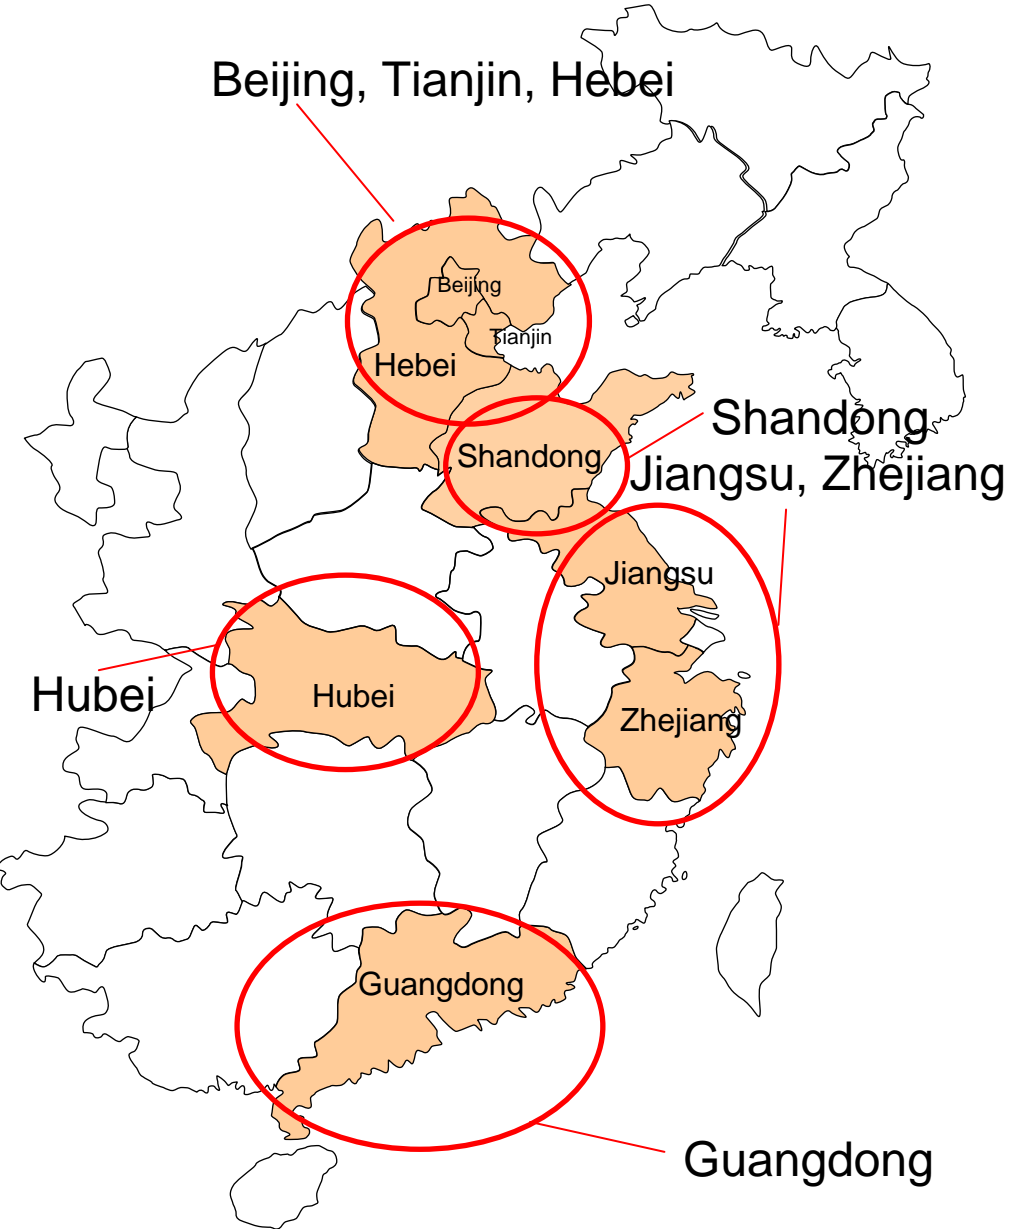 Beijing, Tianjin, Hebei
Beijing
Tianjin
Hebei
Shandong
Shandong
Jiangsu, Zhejiang
Jiangsu
Hubei
Hubei
Zhejiang
Guangdong
Guangdong